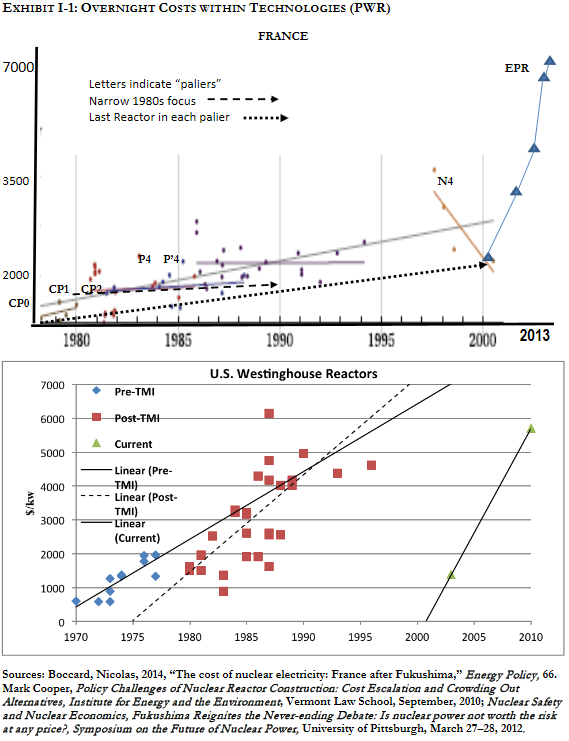 EXHIBIT I-1: OVERNIGHT COSTS WITHIN TECHNOLOGIES (PWR)
FRANCE
7000
EPR
Letters indicate "paliers"
Narrow 1980s focus
Last Reactor in each palier
3500
N4
P4 P'4
2000
CP1 CP2
CP0
1980 1985 1990 1995 2000 2013
U.S. Westinghouse Reactors
7000
6000
5000
4000
3000
2000
1000
0
$/kw
Pre-TMI
Post-TMI
Current
Linear (Pre-
TMI)
Linear (Post-
TMI)
Linear
(Current)
1970 1975 1980 1985 1990 1995 2000 2005 2010
Sources: Boccard, Nicolas, 2014, "The cost of nuclear electricity: France after Fukushima," Energy Policy, 66.
Mark Cooper, Policy Challenges of Nuclear Reactor Construction: Cost Escalation and Crowding Out
Alternatives, Institute for Energy and the Environment, Vermont Law School, September, 2010; Nuclear Safety
and Nuclear Economics, Fukushima Reignites the Never-ending Debate: Is nuclear power not worth the risk
at any price?, Symposium on the Future of Nuclear Power, University of Pittsburgh, March 27–28, 2012.